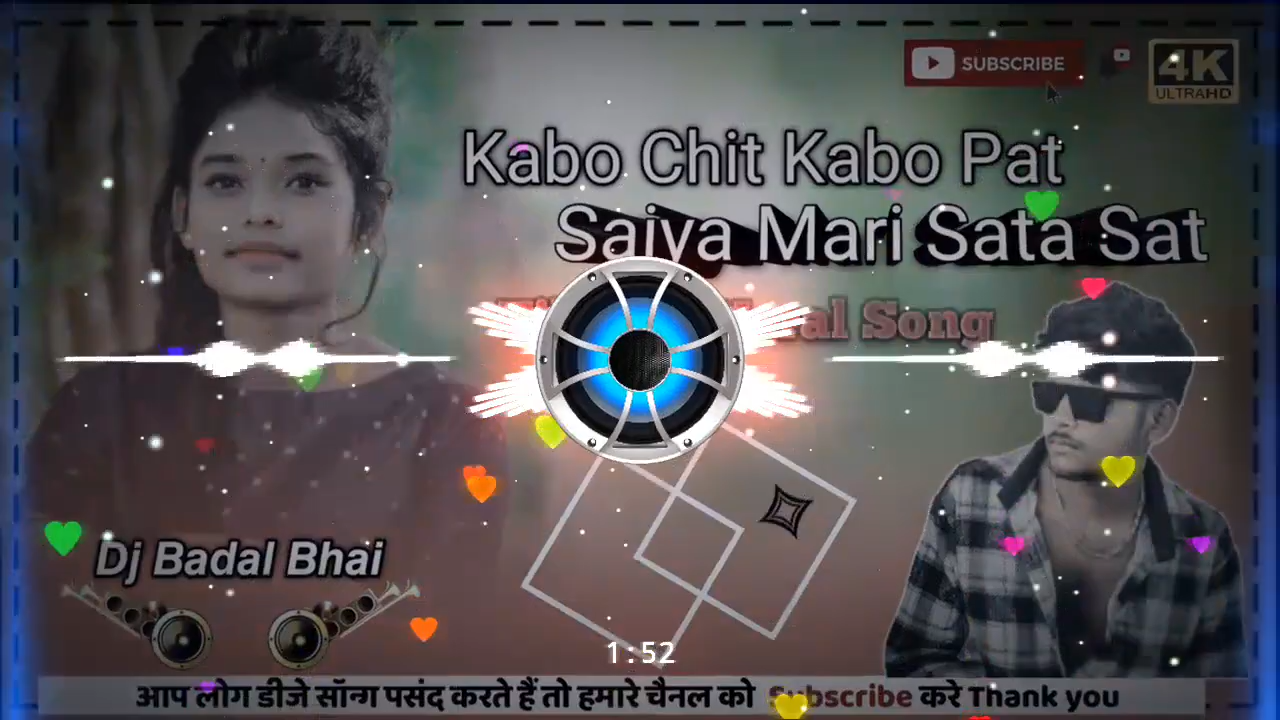 SUBSCRIBE
4K
ULTRAHD
Kabo Chit Kabo Pat
Saiya Mari Sata Sat
Song
Dj Badal Bhai
1:52
आप लोग डीजे सॉन्ग पसंद करते हैं तो हमारे चैनल को Subscribe करे Thank you